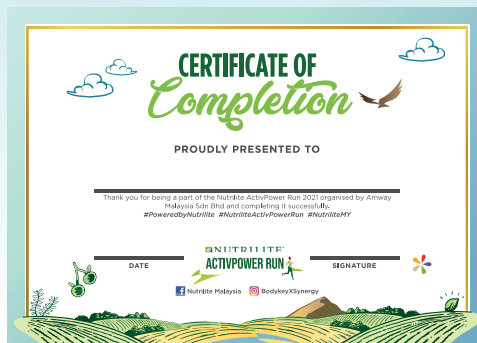 CERTIFICATE OF
Completion
PROUDLY PRESENTED TO
Thank you for being a part of the Nutrilite ActivPower Run 2021 organised by Amway
Malaysia Sdn Bhd and completing it successfully.
#PoweredbyNutrilite #NutriliteActivPowerRun #NutriliteMY
NUTRILITE™
ACTIVPOWER RUN
DATE
SIGNATURE
Nutrilite Malaysia
BodykeyXSynergy